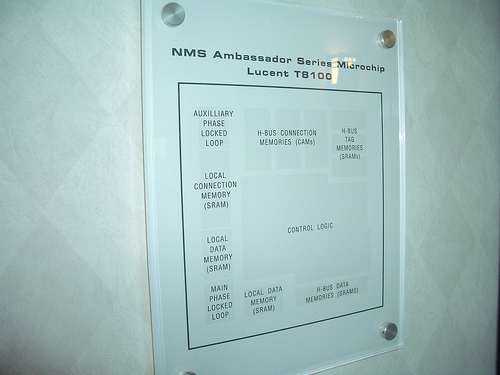 NMS Ambassador Series Microchip
Lucent T8100
AUXILLIARY
PHASE
LOCKED
LOOP
H-BUS CONNECTION
MEMORIES (CAMs)
H-BUS
TAG
MEMORIES
(SRAMs)
LOCAL
CONNECTION
MEMORY
(SRAM)
CONTROL LOGIC
LOCAL
DATA
MEMORY
(SRAM)
MAIN
PHASE
LOCKED
LOOP
LOCAL DATA
MEMORY
(SRAM)
H-BUS DATA
MEMORIES (SRAMS)